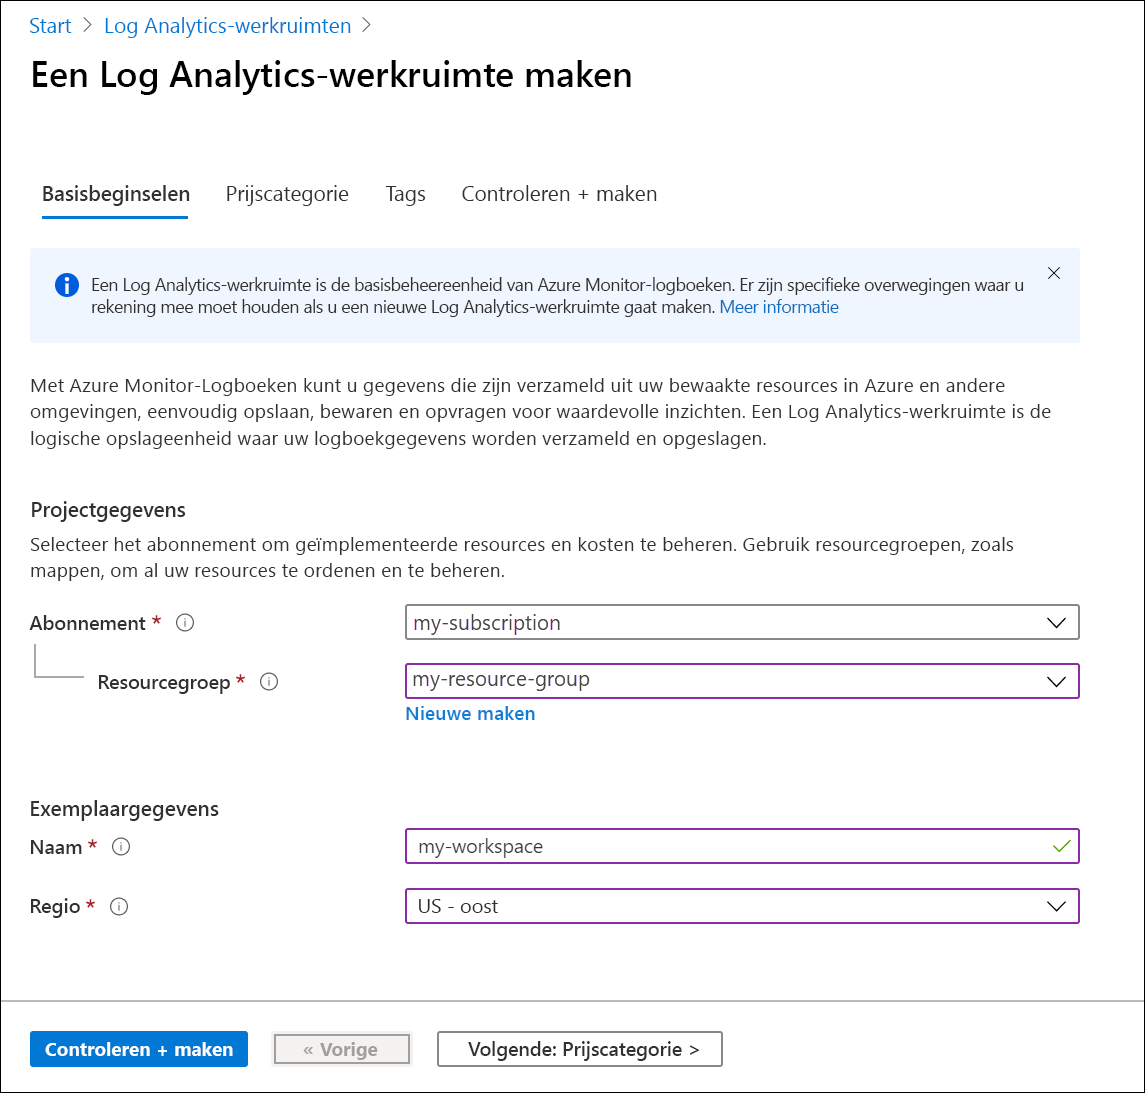 Start > Log Analytics-werkruimten >
Een Log Analytics-werkruimte maken
Basisbeginselen Prijscategorie Tags Controleren + maken
Een Log Analytics-werkruimte is de basisbeheereenheid van Azure Monitor-logboeken. Er zijn specifieke overwegingen waar u
rekening mee moet houden als u een nieuwe Log Analytics-werkruimte gaat maken. Meer informatie
Met Azure Monitor-Logboeken kunt u gegevens die zijn verzameld uit uw bewaakte resources in Azure en andere
omgevingen, eenvoudig opslaan, bewaren en opvragen voor waardevolle inzichten. Een Log Analytics-werkruimte is de
logische opslageenheid waar uw logboekgegevens worden verzameld en opgeslagen.
Projectgegevens
Selecteer het abonnement om geïmplementeerde resources en kosten te beheren. Gebruik resourcegroepen, zoals
mappen, om al uw resources te ordenen en te beheren.
Abonnement * my-subscription
Resourcegroep * my-resource-group
Nieuwe maken
Exemplaargegevens
Naam * my-workspace
Regio * US - oost
Controleren + maken « Vorige Volgende: Prijscategorie >